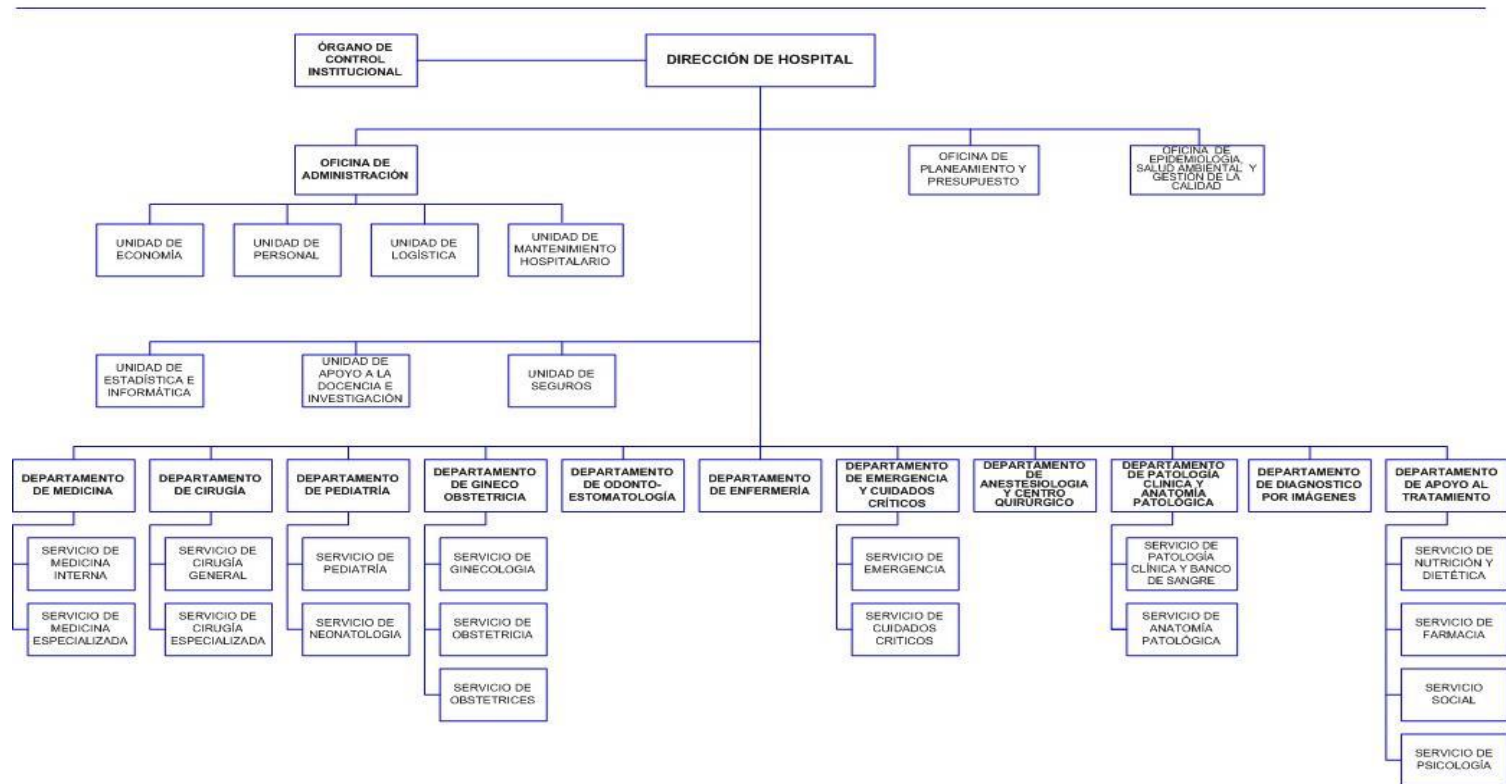 ÓRGANO DE
CONTROL
INSTITUCIONAL
DIRECCIÓN DE HOSPITAL
OFICINA DE
ADMINISTRACIÓN
OFICINA DE
PLANEAMIENTO Y
PRESUPUESTO
OFICINA DE
EPIDEMIOLOGIA,
SALUD AMBIENTAL Y
GESTIÓN DE LA
CALIDAD
UNIDAD DE
ECONOMÍA
UNIDAD DE
PERSONAL
UNIDAD DE
LOGÍSTICA
UNIDAD DE
MANTENIMIENTO
HOSPITALARIO
UNIDAD DE
ESTADÍSTICA E
INFORMÁTICA
UNIDAD DE
APOYO A LA
DOCENCIA E
INVESTIGACIÓN
UNIDAD DE
SEGUROS
DEPARTAMENTO
DE MEDICINA
DEPARTAMENTO
DE CIRUGÍA
DEPARTAMENTO
DE PEDIATRÍA
DEPARTAMENTO
DE GINECO
OBSTETRICIA
DEPARTAMENTO
DE ODONTO-
ESTOMATOLOGÍA
DEPARTAMENTO
DE ENFERMERÍA
DEPARTAMENTO
DE EMERGENCIA
Y CUIDADOS
CRÍTICOS
DEPARTAMENTO
DE
ANESTESIOLOGIA
Y CENTRO
QUIRÚRGICO
DEPARTAMENTO
DE PATOLOGÍA
CLINICA Y
ANATOMÍA
PATOLÓGICA
DEPARTAMENTO
DE DIAGNOSTICO
POR IMÁGENES
DEPARTAMENTO
DE APOYO AL
TRATAMIENTO
SERVICIO DE
MEDICINA
INTERNA
SERVICIO DE
CIRUGÍA
GENERAL
SERVICIO DE
PEDIATRÍA
SERVICIO DE
GINECOLOGIA
SERVICIO DE
EMERGENCIA
SERVICIO DE
PATOLOGÍA
CLÍNICA Y BANCO
DE SANGRE
SERVICIO DE
NUTRICIÓN Y
DIETÉTICA
SERVICIO DE
MEDICINA
ESPECIALIZADA
SERVICIO DE
CIRUGÍA
ESPECIALIZADA
SERVICIO DE
NEONATOLOGIA
SERVICIO DE
OBSTETRICIA
SERVICIO DE
CUIDADOS
CRITICOS
SERVICIO DE
ANATOMÍA
PATOLÓGICA
SERVICIO DE
FARMACIA
SERVICIO DE
OBSTETRICES
SERVICIO
SOCIAL
SERVICIO DE
PSICOLOGÍA